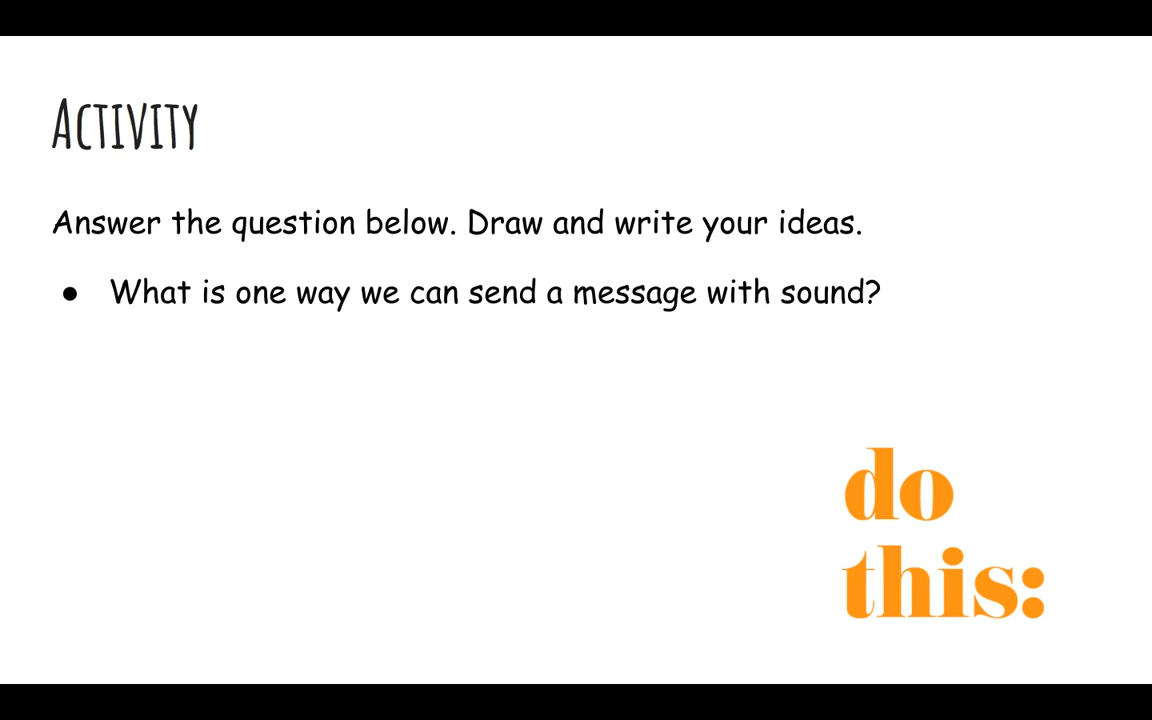 Activity
Answer the question below. Draw and write your ideas.
● What is one way we can send a message with sound?
do
this: